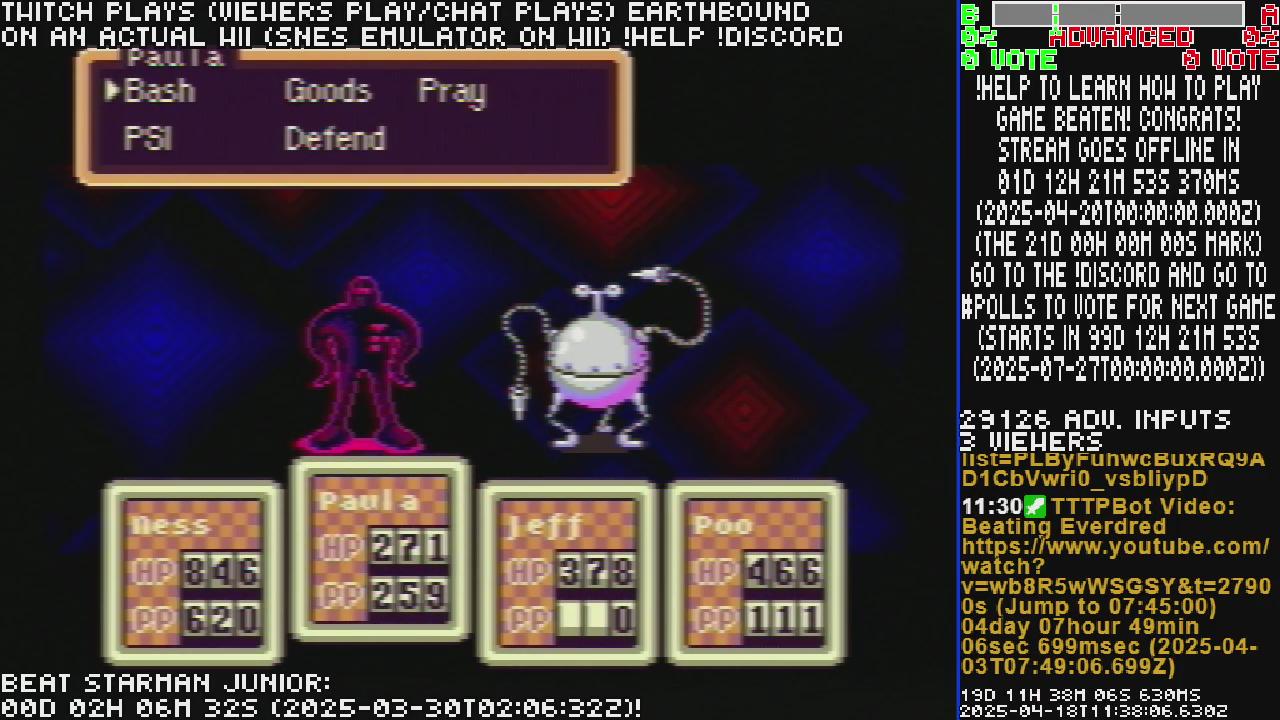 TWITCH PLAYS (VIEWERS PLAY/CHAT PLAYS) EARTHBOUND
ON AN ACTUAL WII (SNES EMULATOR ON WII) !HELP !DISCORD
Paula
Bash Goods Pray
PSI Defend
Ness
HP 846
PP 620
Paula
HP 271
PP 259
Jeff
HP 378
PP 0
Poo
HP 466
PP 111
BEAT STARMAN JUNIOR:
00D 02H 06M 32S (2025-03-30T02:06:32Z)!
B A
0% ADVANCED 0%
0 VOTE 0 VOTE
!HELP TO LEARN HOW TO PLAY
GAME BEATEN! CONGRATS!
STREAM GOES OFFLINE IN
01D 12H 21M 53S 370MS
(2025-04-20T00:00:00.000Z)
(THE 21D 00H 00M 00S MARK)
GO TO THE !DISCORD AND GO TO
#POLLS TO VOTE FOR NEXT GAME
(STARTS IN 99D 12H 21M 53S
(2025-07-27T00:00:00.000Z))
29126 ADV. INPUTS
3 VIEWERS
list=PLByFuhwcBuxRQ9A
D1CbVwri0_vsbliypD
11:30 TTTPBot Video:
Beating Everdred
https://www.youtube.com/
watch?
v=wb8R5wWSGSY&t=2790
0s (Jump to 07:45:00)
04day 07hour 49min
06sec 699msec (2025-04-
03T07:49:06.699Z)
19D 11H 38M 06S 630MS
2025-04-18T11:38:06.630Z